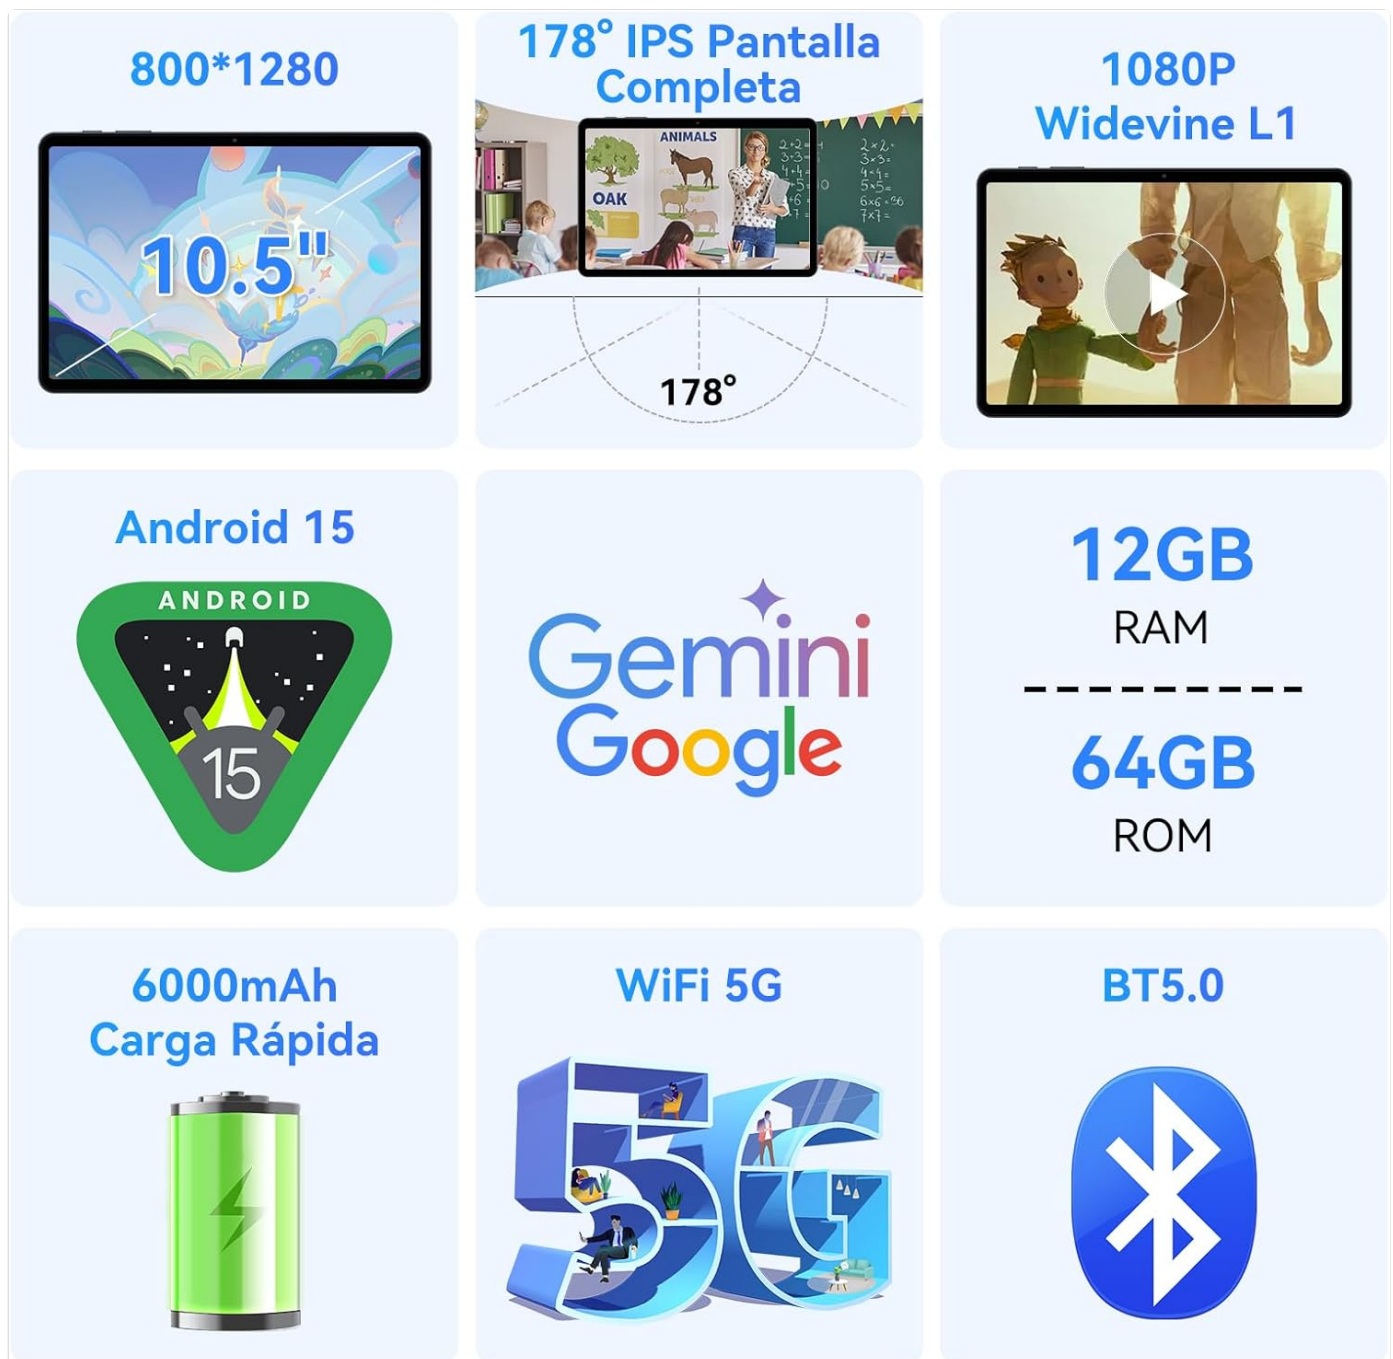 800*1280
10.5"
178° IPS Pantalla
Completa
ANIMALS
OAK
178°
1080P
Widevine L1
Android 15
ANDROID
15
Gemini
Google
12GB
RAM
64GB
ROM
6000mAh
Carga Rápida
WiFi 5G
5G
BT5.0